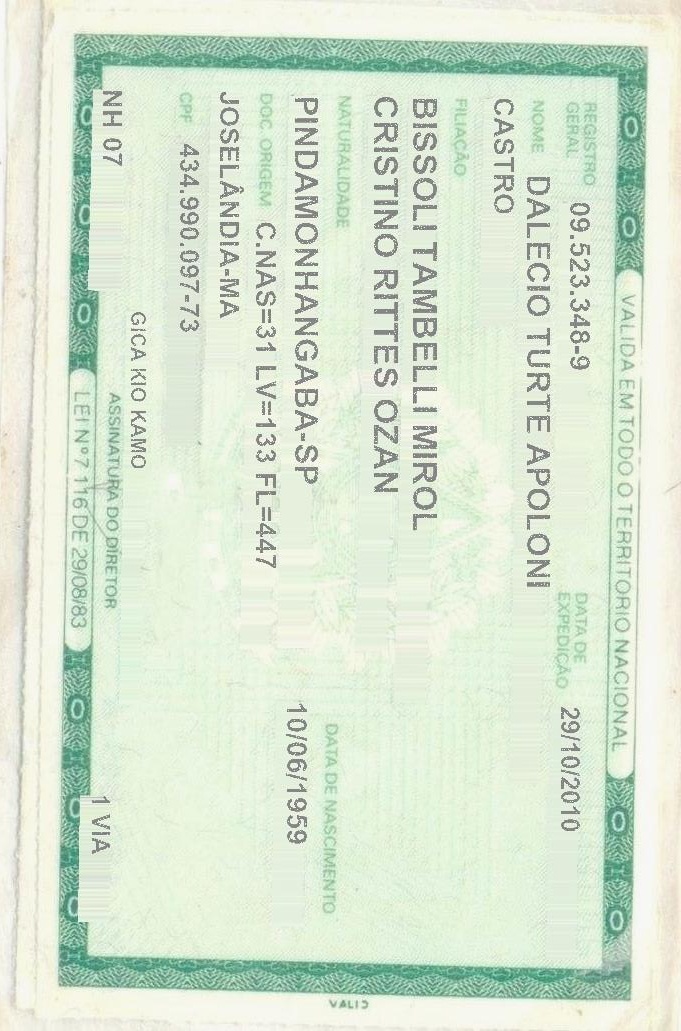 VALIDA EM TODO O TERRITÓRIO NACIONAL
REGISTRO GERAL 09.523.348-9 DATA DE EXPEDIÇÃO 29/10/2010
NOME DALECIO TURTE APOLONI
CASTRO
FILIAÇÃO
BISSOLI TAMBELLI MIROL
CRISTINO RITTES OZAN
NATURALIDADE DATA DE NASCIMENTO
PINDAMONHANGABA-SP 10/06/1959
DOC. ORIGEM C.NAS=31 LV=133 FL=447
JOSELÂNDIA-MA
CPF 434.990.097-73
GICA KIO KAMO
NH 07 ASSINATURA DO DIRETOR 1 VIA
LEI Nº 7 116 DE 29/08/83
VALID